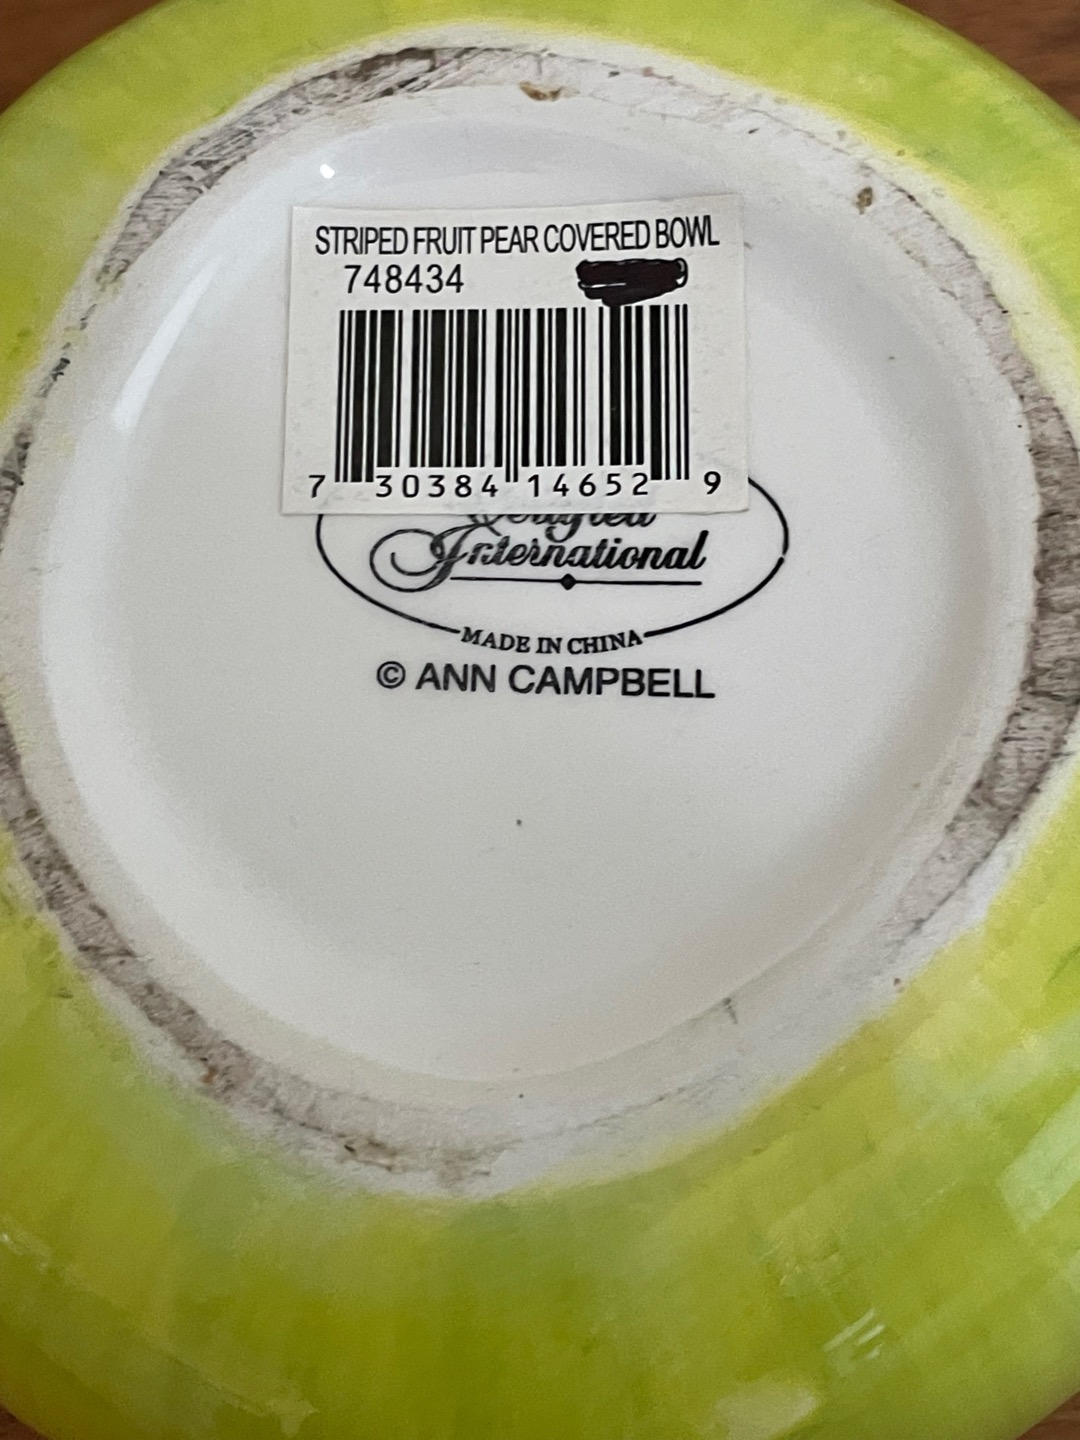 STRIPED FRUIT PEAR COVERED BOWL
748434
7 30384 14652 9
International
MADE IN CHINA
© ANN CAMPBELL